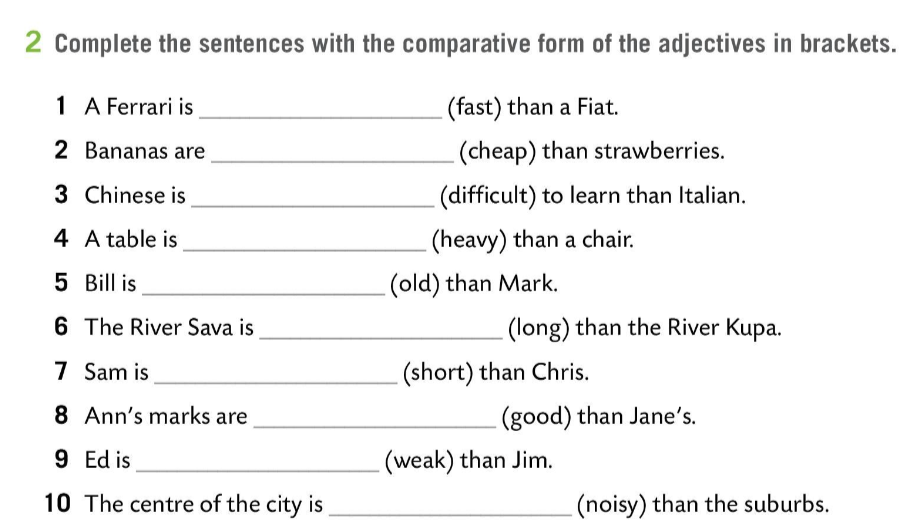 2 Complete the sentences with the comparative form of the adjectives in brackets.
1 A Ferrari is ____________________ (fast) than a Fiat.
2 Bananas are ____________________ (cheap) than strawberries.
3 Chinese is ____________________ (difficult) to learn than Italian.
4 A table is ____________________ (heavy) than a chair.
5 Bill is ____________________ (old) than Mark.
6 The River Sava is ____________________ (long) than the River Kupa.
7 Sam is ____________________ (short) than Chris.
8 Ann's marks are ____________________ (good) than Jane's.
9 Ed is ____________________ (weak) than Jim.
10 The centre of the city is ____________________ (noisy) than the suburbs.